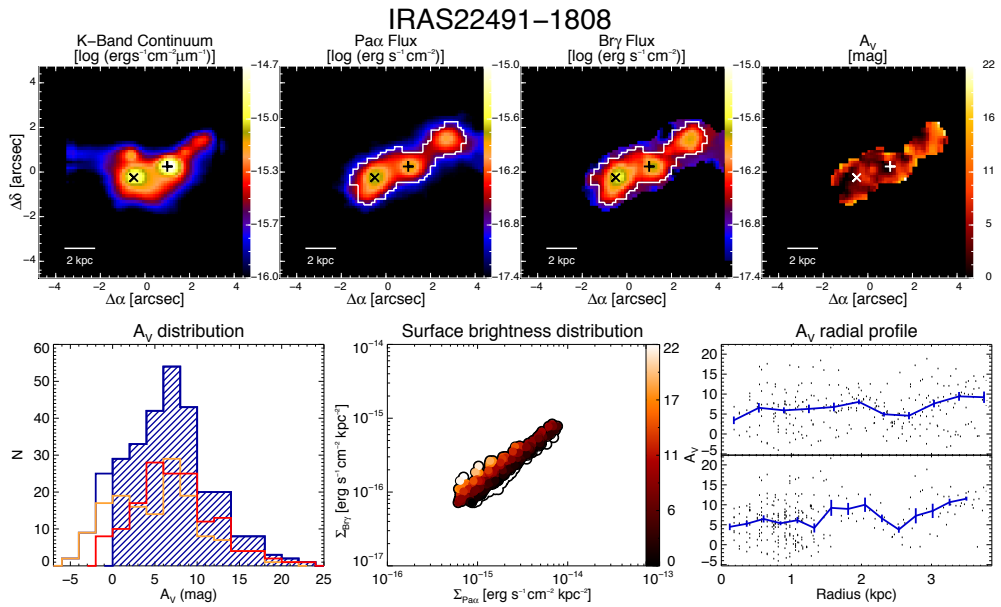 IRAS22491−1808
K-Band Continuum
[log (ergs⁻¹cm⁻²μm⁻¹)]
Paα Flux
[log (erg s⁻¹cm⁻²)]
Brγ Flux
[log (erg s⁻¹cm⁻²)]
A_V
[mag]
−14.7
−15.0
−15.3
−15.7
−16.0
−15.0
−15.6
−16.2
−16.8
−17.4
−15.0
−15.6
−16.2
−16.8
−17.4
22
17
11
5
0
4
2
0
−2
−4
Δδ [arcsec]
2 kpc
2 kpc
2 kpc
2 kpc
−4 −2 0 2 4
−4 −2 0 2 4
−4 −2 0 2 4
−4 −2 0 2 4
Δα [arcsec]
Δα [arcsec]
Δα [arcsec]
Δα [arcsec]
A_V distribution
60
50
40
30
20
10
0
N
−5 0 5 10 15 20 25
A_V (mag)
Surface brightness distribution
10⁻¹⁴
10⁻¹⁵
10⁻¹⁶
10⁻¹⁷
Σ_Brγ [erg s⁻¹ cm⁻² kpc⁻²]
10⁻¹⁶ 10⁻¹⁵ 10⁻¹⁴ 10⁻¹³
Σ_Paα [erg s⁻¹ cm⁻² kpc⁻²]
22
17
11
6
0
A_V radial profile
20
15
10
5
0
−5
A_V
20
15
10
5
0
−5
0 1 2 3
Radius (kpc)